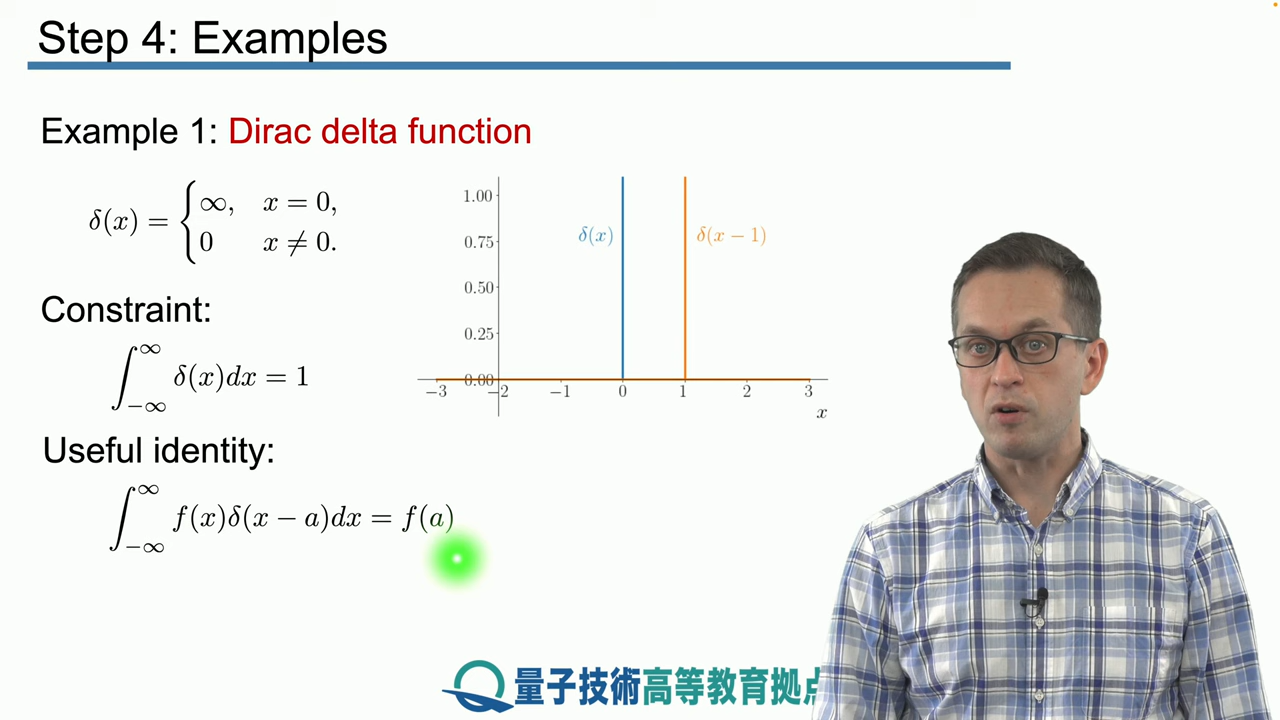 Step 4: Examples
Example 1: Dirac delta function
δ(x) = { ∞, x = 0,
0 x ≠ 0.
Constraint:
∫_{−∞}^{∞} δ(x)dx = 1
Useful identity:
∫_{−∞}^{∞} f(x)δ(x − a)dx = f(a)
1.00
0.75
0.50
0.25
0.00
δ(x)
δ(x − 1)
−3 −2 −1 0 1 2 3
x
量子技術高等教育拠点